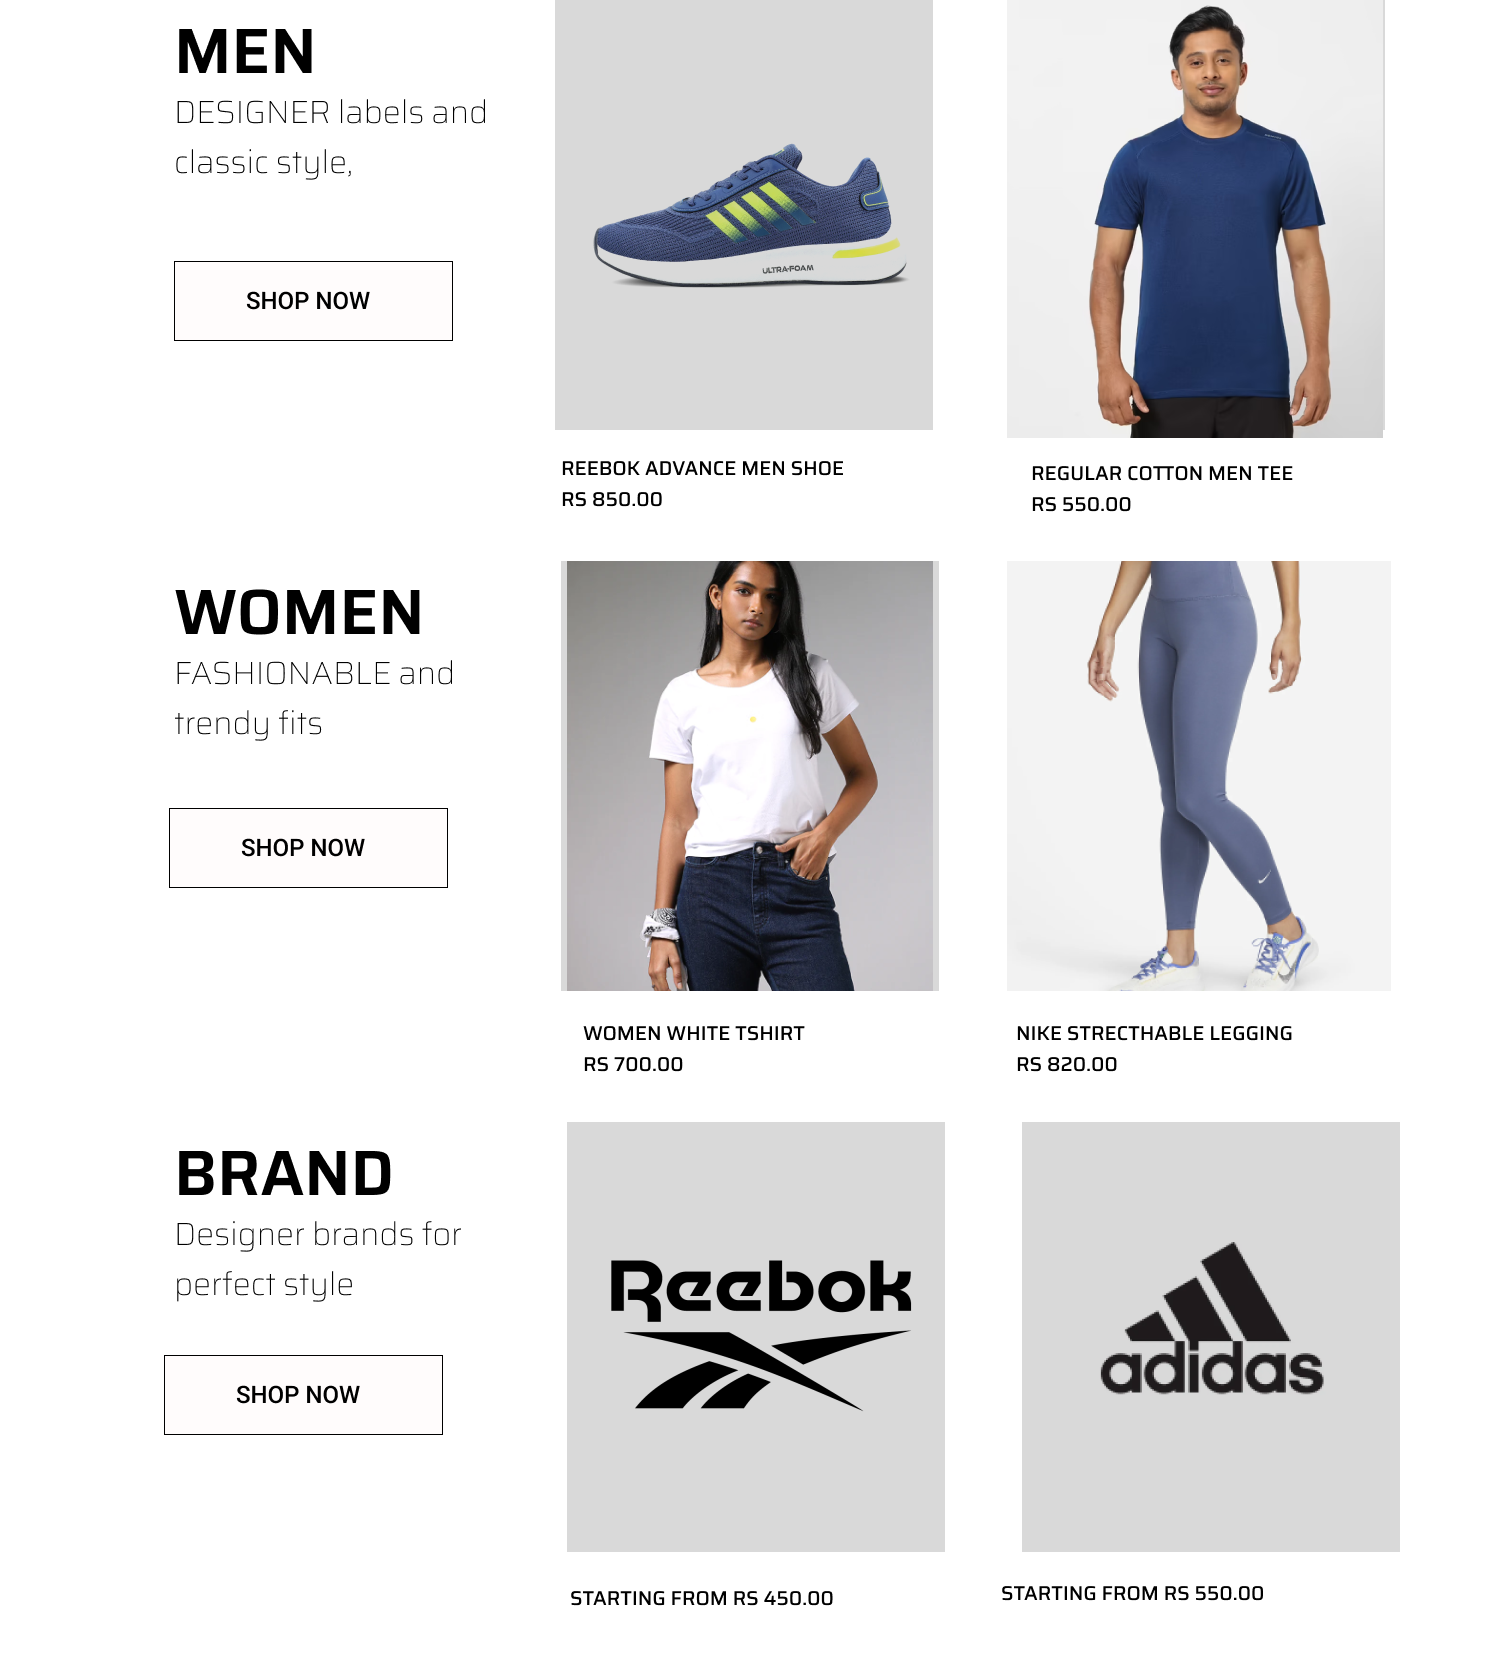 MEN
DESIGNER labels and
classic style,
SHOP NOW
ULTRA-FOAM
REEBOK ADVANCE MEN SHOE
RS 850.00
REGULAR COTTON MEN TEE
RS 550.00
WOMEN
FASHIONABLE and
trendy fits
SHOP NOW
WOMEN WHITE TSHIRT
RS 700.00
NIKE STRECTHABLE LEGGING
RS 820.00
BRAND
Designer brands for
perfect style
SHOP NOW
Reebok
adidas
STARTING FROM RS 450.00
STARTING FROM RS 550.00